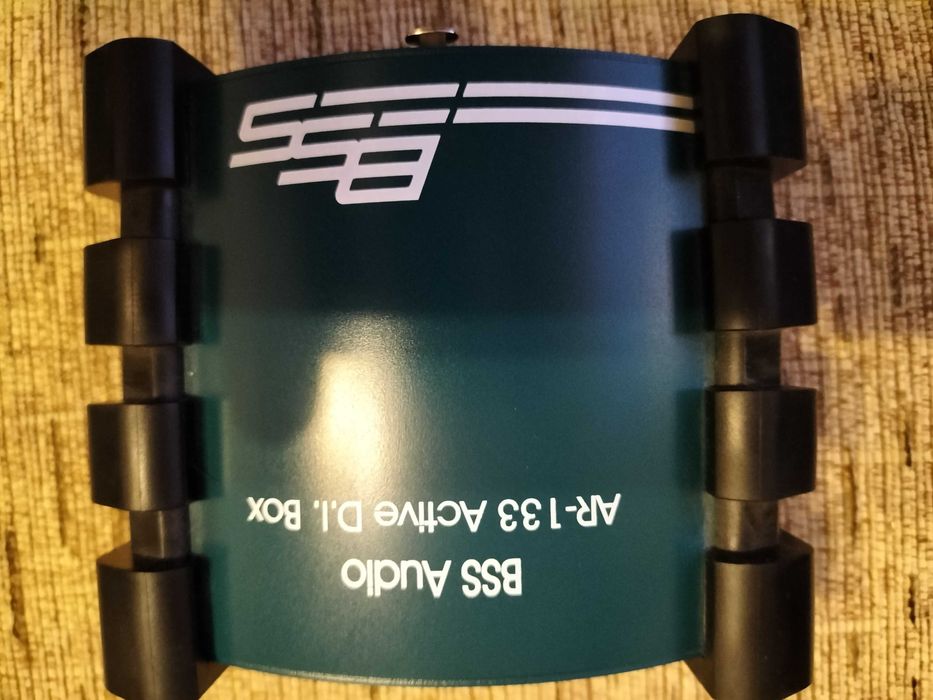 BSS Audio
AR-133 Active D.I. Box
BSS